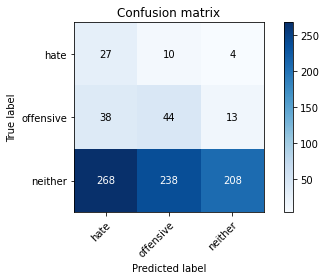 Confusion matrix
True label
hate 27 10 4
offensive 38 44 13
neither 268 238 208
hate offensive neither
Predicted label
250
200
150
100
50